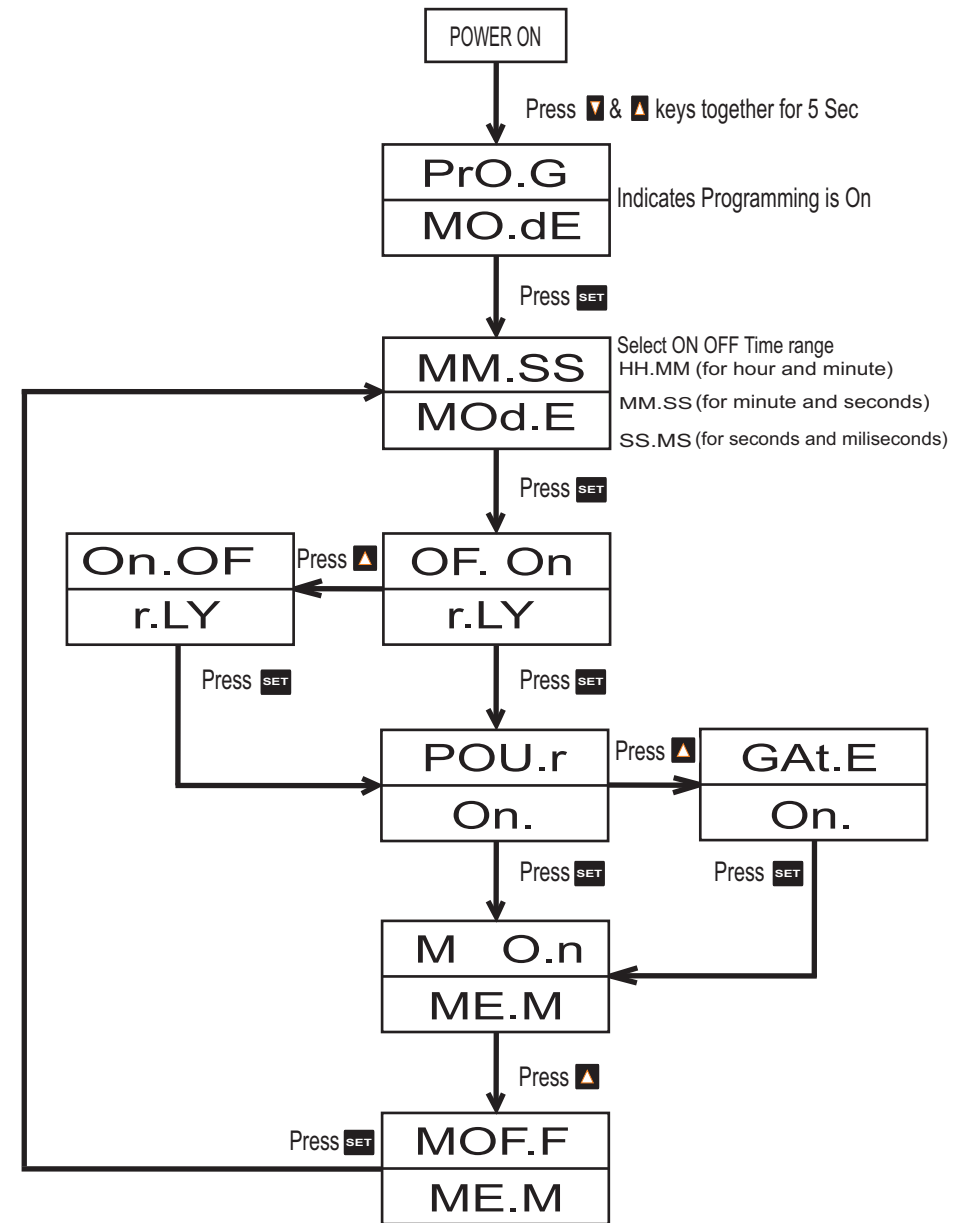 POWER ON
Press ▼ & ▲ keys together for 5 Sec
PrO.G
MO.dE
Indicates Programming is On
Press SET
MM.SS
MOd.E
Select ON OFF Time range
HH.MM (for hour and minute)
MM.SS (for minute and seconds)
SS.MS (for seconds and miliseconds)
Press SET
On.OF
r.LY
Press ▲
OF. On
r.LY
Press SET
Press SET
POU.r
On.
Press ▲
GAt.E
On.
Press SET
Press SET
M O.n
ME.M
Press ▲
Press SET
MOF.F
ME.M